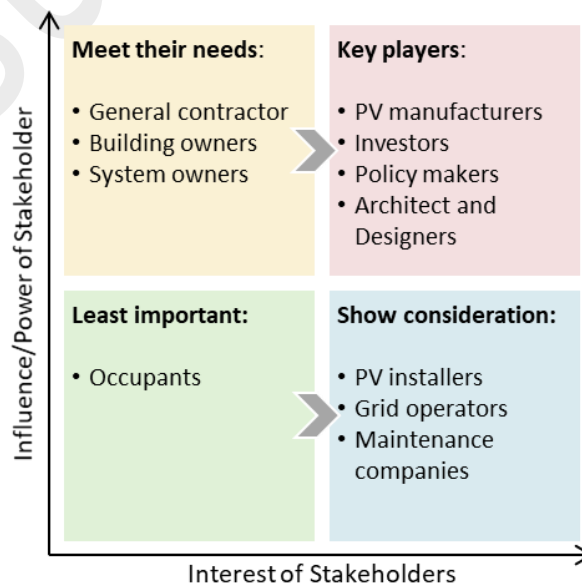 Influence/Power of Stakeholder
Meet their needs:
• General contractor
• Building owners
• System owners
Key players:
• PV manufacturers
• Investors
• Policy makers
• Architect and
Designers
Least important:
• Occupants
Show consideration:
• PV installers
• Grid operators
• Maintenance
companies
Interest of Stakeholders